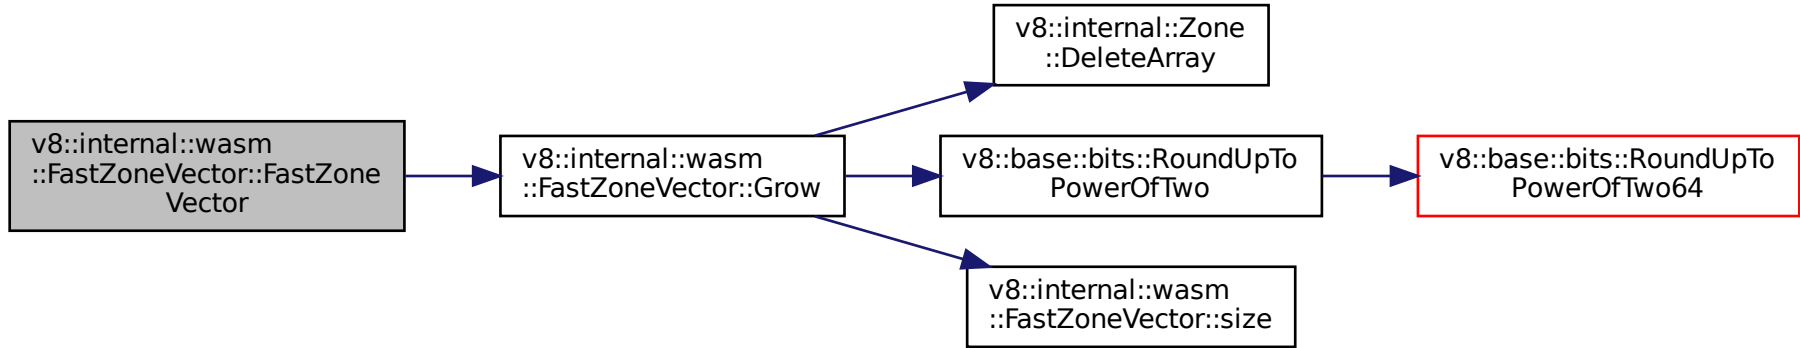 v8::internal::wasm
::FastZoneVector::FastZone
Vector
v8::internal::wasm
::FastZoneVector::Grow
v8::internal::Zone
::DeleteArray
v8::base::bits::RoundUpTo
PowerOfTwo
v8::internal::wasm
::FastZoneVector::size
v8::base::bits::RoundUpTo
PowerOfTwo64